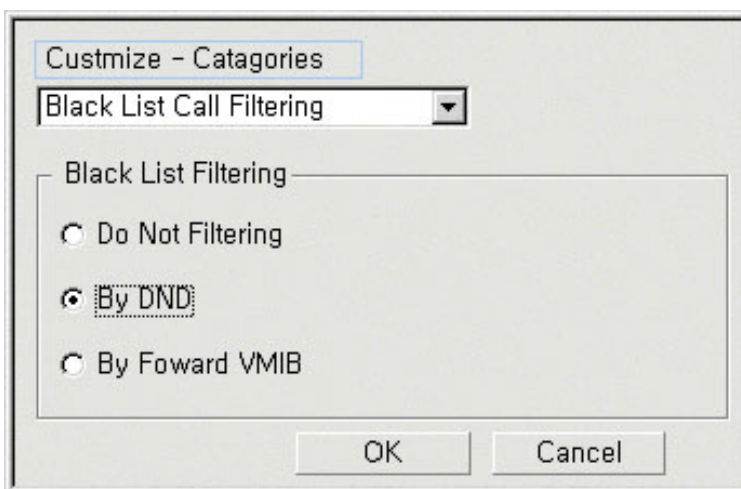 Custmize - Catagories
Black List Call Filtering
Black List Filtering
Do Not Filtering
By DND
By Foward VMIB
OK Cancel